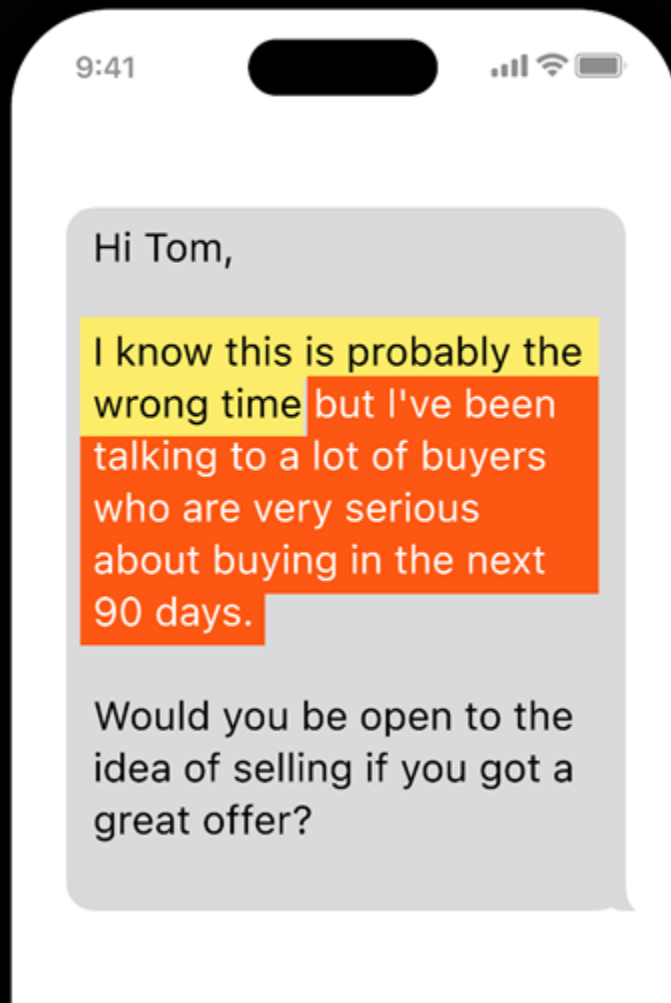 9:41
Hi Tom,
I know this is probably the
wrong time but I've been
talking to a lot of buyers
who are very serious
about buying in the next
90 days.
Would you be open to the
idea of selling if you got a
great offer?